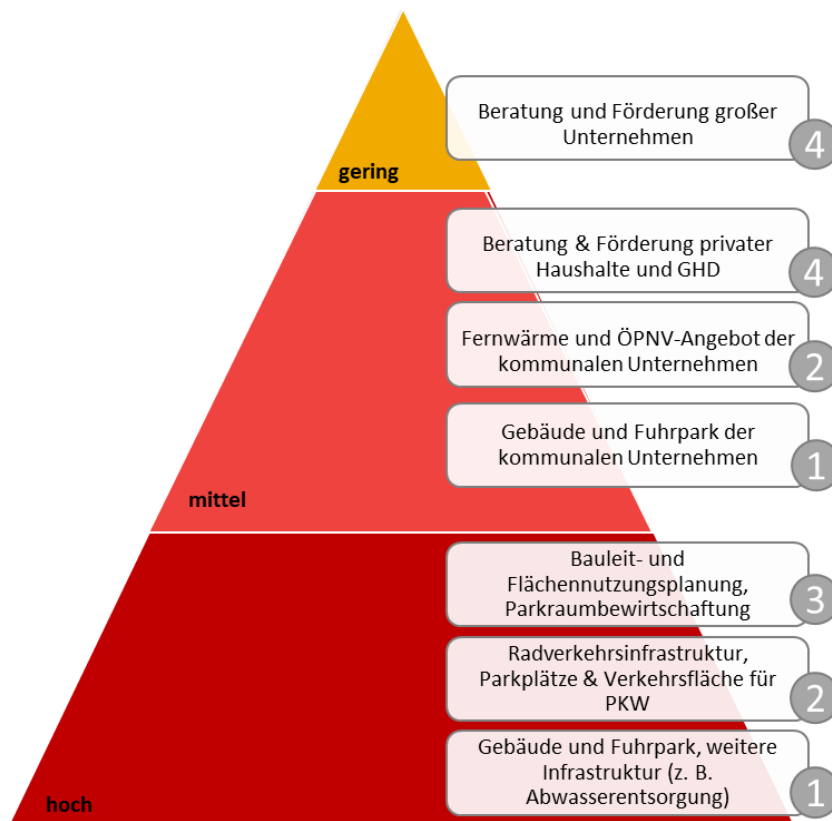 Beratung und Förderung großer
Unternehmen
4
gering
Beratung & Förderung privater
Haushalte und GHD
4
Fernwärme und ÖPNV-Angebot der
kommunalen Unternehmen
2
Gebäude und Fuhrpark der
kommunalen Unternehmen
1
mittel
Bauleit- und
Flächennutzungsplanung,
Parkraumbewirtschaftung
3
Radverkehrsinfrastruktur,
Parkplätze & Verkehrsfläche für
PKW
2
Gebäude und Fuhrpark, weitere
Infrastruktur (z. B.
Abwasserentsorgung)
1
hoch